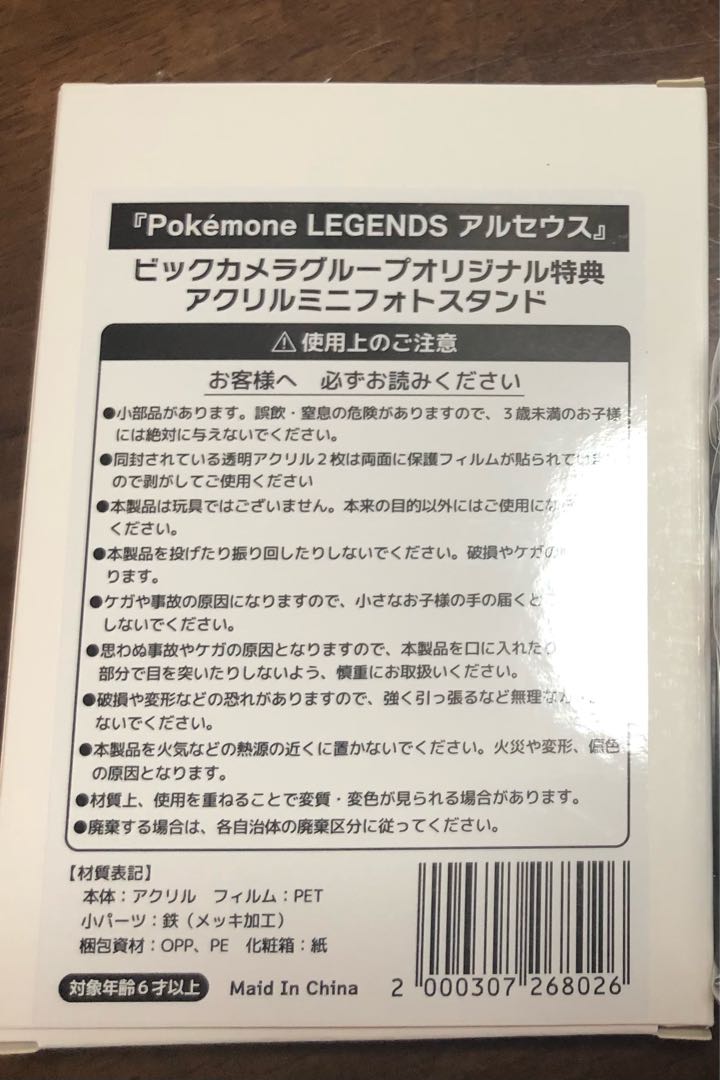 『Pokémone LEGENDS アルセウス』
ビックカメラグループオリジナル特典
アクリルミニフォトスタンド
⚠使用上のご注意
お客様へ 必ずお読みください
●小部品があります。誤飲・窒息の危険がありますので、３歳未満のお子様
には絶対に与えないでください。
●同封されている透明アクリル２枚は両面に保護フィルムが貼られています
ので剥がしてご使用ください
●本製品は玩具ではございません。本来の目的以外にはご使用にな
ください。
●本製品を投げたり振り回したりしないでください。破損やケガの
ります。
●ケガや事故の原因になりますので、小さなお子様の手の届くと
しないでください。
●思わぬ事故やケガの原因となりますので、本製品を口に入れた
部分で目を突いたりしないよう、慎重にお取扱いください。
●破損や変形などの恐れがありますので、強く引っ張るなど無理な
ないでください。
●本製品を火気などの熱源の近くに置かないでください。火災や変形、偏色
の原因となります。
●材質上、使用を重ねることで変質・変色が見られる場合があります。
●廃棄する場合は、各自治体の廃棄区分に従ってください。
【材質表記】
本体：アクリル フィルム：PET
小パーツ：鉄（メッキ加工）
梱包資材：OPP、PE 化粧箱：紙
対象年齢６才以上 Maid In China
2 000307 268026